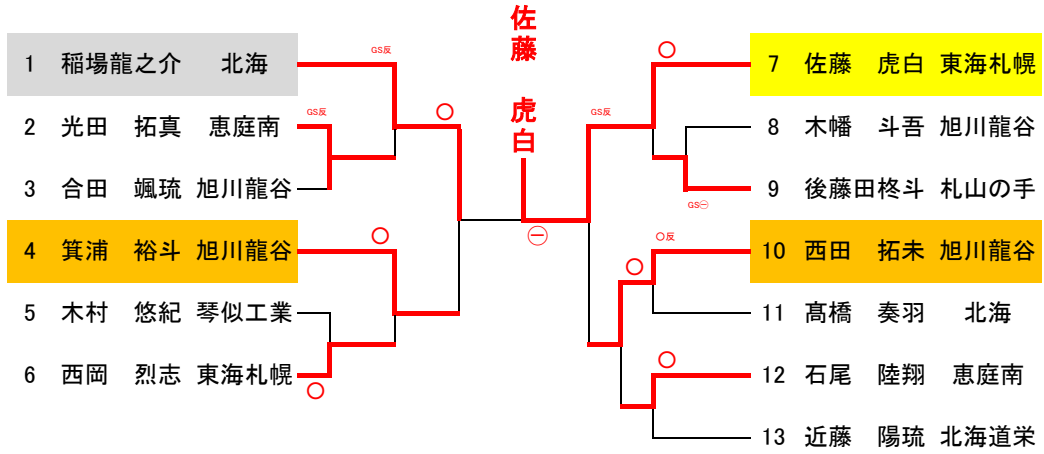 佐藤 虎白
1 稲場龍之介 北海
GS反
〇
GS反
2 光田 拓真 恵庭南
3 合田 颯琉 旭川龍谷
4 箕浦 裕斗 旭川龍谷
〇
5 木村 悠紀 琴似工業
6 西岡 烈志 東海札幌
〇
㊀
〇
7 佐藤 虎白 東海札幌
GS反
8 木幡 斗吾 旭川龍谷
9 後藤田柊斗 札山の手
GS㊀
〇反
〇
10 西田 拓未 旭川龍谷
11 髙橋 奏羽 北海
〇
12 石尾 陸翔 恵庭南
13 近藤 陽琉 北海道栄